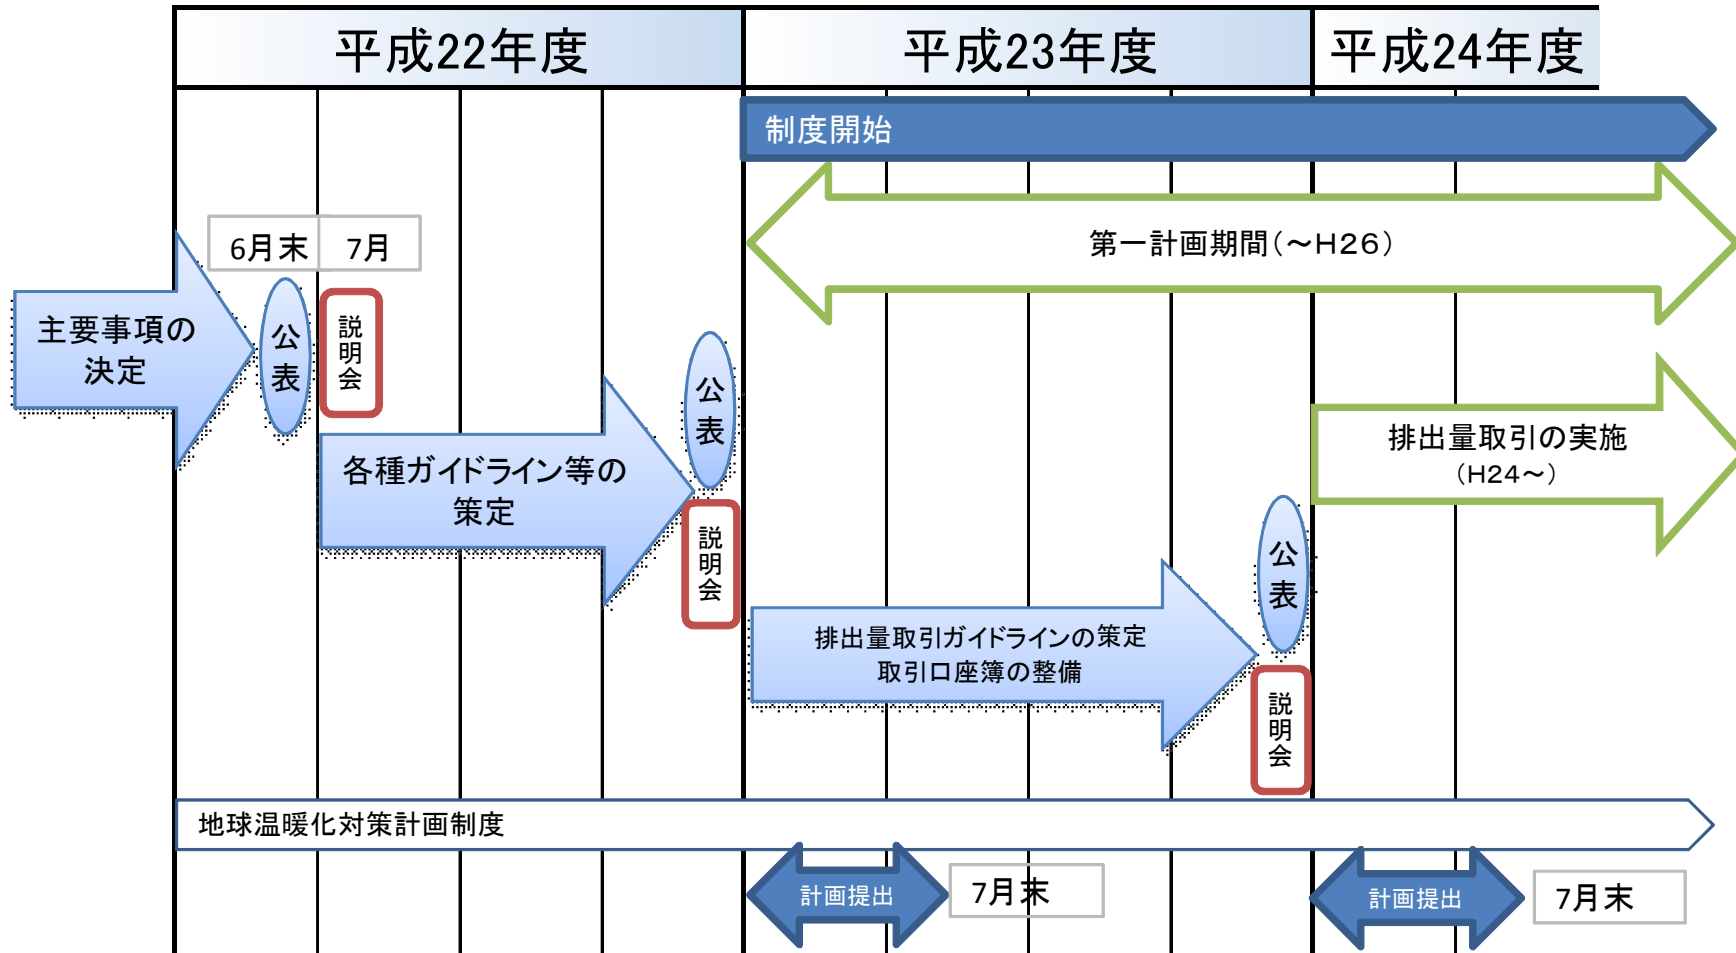 平成22年度
平成23年度
平成24年度
制度開始
第一計画期間(～H26)
6月末
7月
主要事項の
決定
公表
説明会
各種ガイドライン等の
策定
公表
説明会
排出量取引の実施
(H24～)
排出量取引ガイドラインの策定
取引口座簿の整備
公表
説明会
地球温暖化対策計画制度
計画提出
7月末
計画提出
7月末